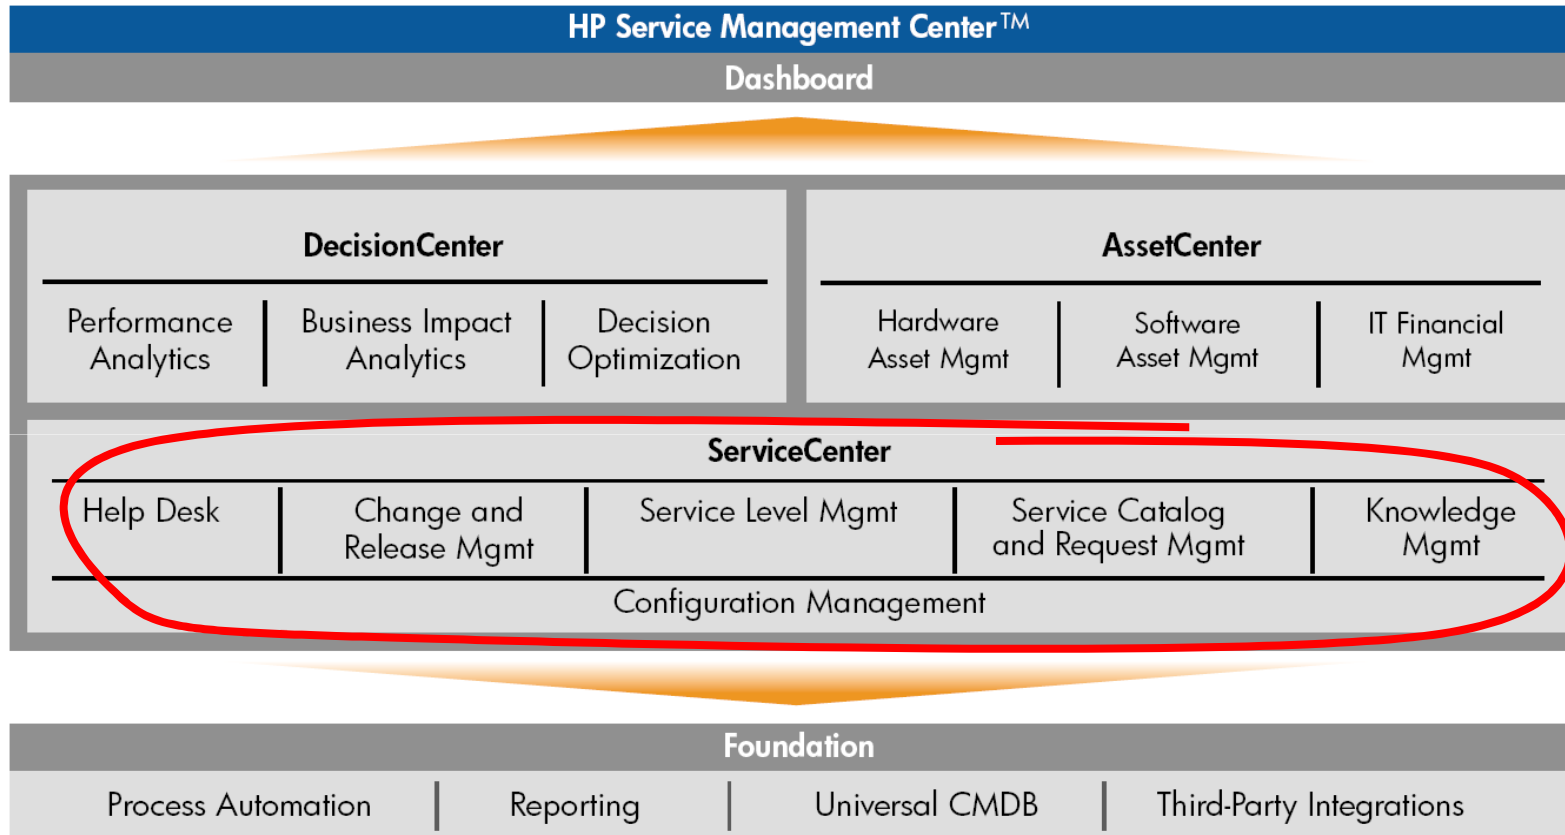 HP Service Management Center™
Dashboard
DecisionCenter
Performance
Analytics
Business Impact
Analytics
Decision
Optimization
AssetCenter
Hardware
Asset Mgmt
Software
Asset Mgmt
IT Financial
Mgmt
ServiceCenter
Help Desk
Change and
Release Mgmt
Service Level Mgmt
Service Catalog
and Request Mgmt
Knowledge
Mgmt
Configuration Management
Foundation
Process Automation
Reporting
Universal CMDB
Third-Party Integrations